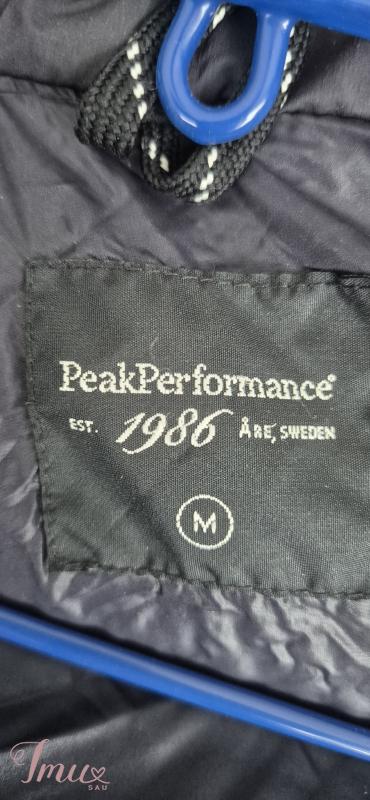 PeakPerformance®
EST. 1986 ÅRE, SWEDEN
M
Imu
SAU